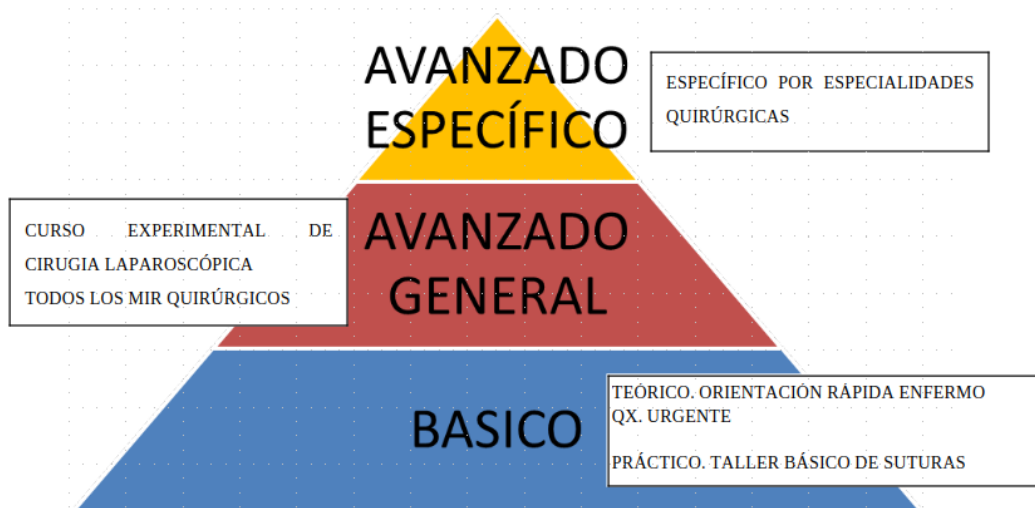 AVANZADO
ESPECÍFICO
ESPECÍFICO POR ESPECIALIDADES
QUIRÚRGICAS
CURSO EXPERIMENTAL DE
CIRUGIA LAPAROSCÓPICA
TODOS LOS MIR QUIRÚRGICOS
AVANZADO
GENERAL
BASICO
TEÓRICO. ORIENTACIÓN RÁPIDA ENFERMO
QX. URGENTE
PRÁCTICO. TALLER BÁSICO DE SUTURAS